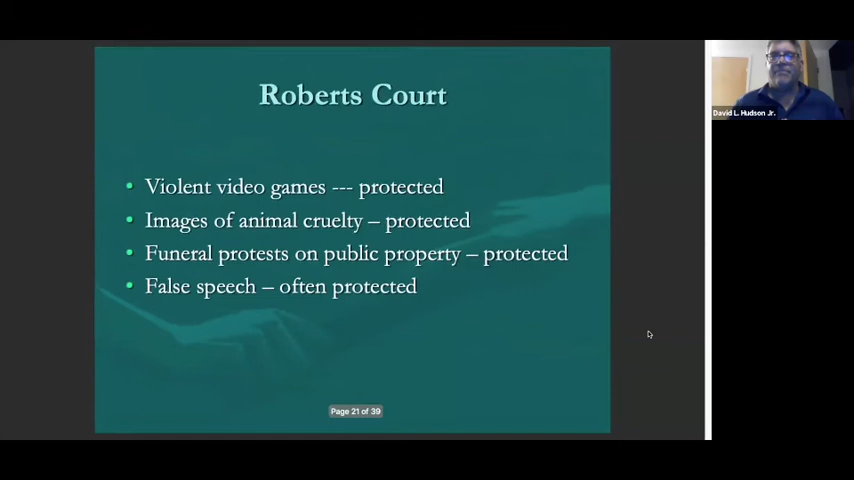 Roberts Court
• Violent video games --- protected
• Images of animal cruelty – protected
• Funeral protests on public property – protected
• False speech – often protected
Page 21 of 39
David L. Hudson Jr.